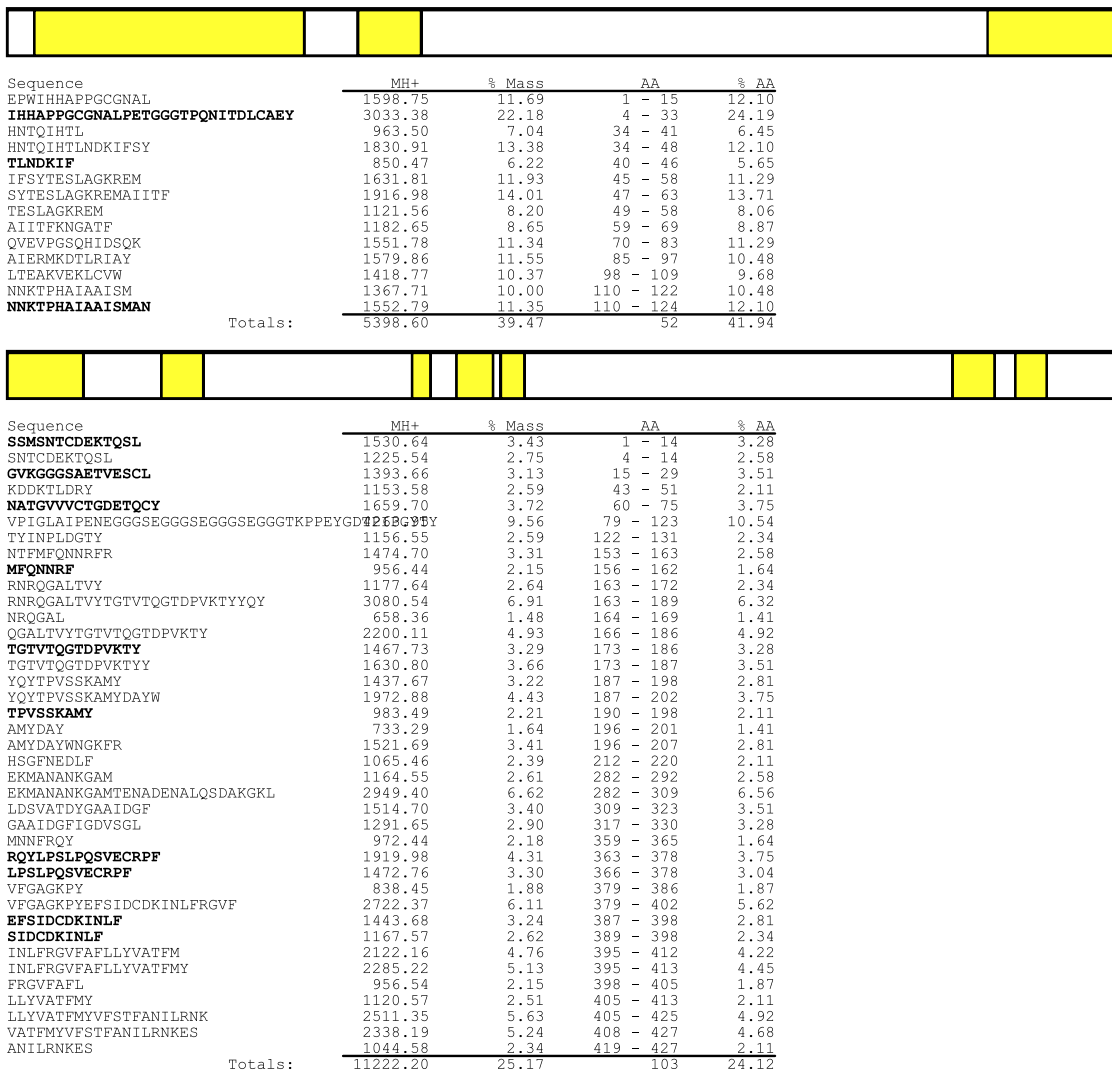 Sequence MH+ % Mass AA % AA
EPWIHHAPPGCGNAL 1598.75 11.69 1 - 15 12.10
IHHAPPGCGNALPETGGGTPQNITDLCAEY 3033.38 22.18 4 - 33 24.19
HNTQIHTL 963.50 7.04 34 - 41 6.45
HNTQIHTLNDKIFSY 1830.91 13.38 34 - 48 12.10
TLNDKIF 850.47 6.22 40 - 46 5.65
IFSYTESLAGKREM 1631.81 11.93 45 - 58 11.29
SYTESLAGKREMAIITF 1916.98 14.01 47 - 63 13.71
TESLAGKREM 1121.56 8.20 49 - 58 8.06
AIITFKNGATF 1182.65 8.65 59 - 69 8.87
QVEVPGSQHIDSQK 1551.78 11.34 70 - 83 11.29
AIERMKDTLRIAY 1579.86 11.55 85 - 97 10.48
LTEAKVEKLCVW 1418.77 10.37 98 - 109 9.68
NNKTPHAIAAISM 1367.71 10.00 110 - 122 10.48
NNKTPHAIAAISMAN 1552.79 11.35 110 - 124 12.10
Totals: 5398.60 39.47 52 41.94
Sequence MH+ % Mass AA % AA
SSMSNTCDEKTQSL 1530.64 3.43 1 - 14 3.28
SNTCDEKTQSL 1225.54 2.75 4 - 14 2.58
GVKGGGSAETVESCL 1393.66 3.13 15 - 29 3.51
KDDKTLDRY 1153.58 2.59 43 - 51 2.11
NATGVVVCTGDETQCY 1659.70 3.72 60 - 75 3.75
VPIGLAIPENEGGGSEGGGSEGGGSEGGGTKPPEYGDTPIPGYTY 4263.95 9.56 79 - 123 10.54
TYINPLDGTY 1156.55 2.59 122 - 131 2.34
NTFMFQNNRFR 1474.70 3.31 153 - 163 2.58
MFQNNRF 956.44 2.15 156 - 162 1.64
RNRQGALTVY 1177.64 2.64 163 - 172 2.34
RNRQGALTVYTGTVTQGTDPVKTYYQY 3080.54 6.91 163 - 189 6.32
NRQGAL 658.36 1.48 164 - 169 1.41
QGALTVYTGTVTQGTDPVKTY 2200.11 4.93 166 - 186 4.92
TGTVTQGTDPVKTY 1467.73 3.29 173 - 186 3.28
TGTVTQGTDPVKTYY 1630.80 3.66 173 - 187 3.51
YQYTPVSSKAMY 1437.67 3.22 187 - 198 2.81
YQYTPVSSKAMYDAYW 1972.88 4.43 187 - 202 3.75
TPVSSKAMY 983.49 2.21 190 - 198 2.11
AMYDAY 733.29 1.64 196 - 201 1.41
AMYDAYWNGKFR 1521.69 3.41 196 - 207 2.81
HSGFNEDLF 1065.46 2.39 212 - 220 2.11
EKMANANKGAM 1164.55 2.61 282 - 292 2.58
EKMANANKGAMTENADENALQSDAKGKL 2949.40 6.62 282 - 309 6.56
LDSVATDYGAAIDGF 1514.70 3.40 309 - 323 3.51
GAAIDGFIGDVSGL 1291.65 2.90 317 - 330 3.28
MNNFRQY 972.44 2.18 359 - 365 1.64
RQYLPSLPQSVECRPF 1919.98 4.31 363 - 378 3.75
LPSLPQSVECRPF 1472.76 3.30 366 - 378 3.04
VFGAGKPY 838.45 1.88 379 - 386 1.87
VFGAGKPYEFSIDCDKINLFRGVF 2722.37 6.11 379 - 402 5.62
EFSIDCDKINLF 1443.68 3.24 387 - 398 2.81
SIDCDKINLF 1167.57 2.62 389 - 398 2.34
INLFRGVFAFLLYVATFM 2122.16 4.76 395 - 412 4.22
INLFRGVFAFLLYVATFMY 2285.22 5.13 395 - 413 4.45
FRGVFAFL 956.54 2.15 398 - 405 1.87
LLYVATFMY 1120.57 2.51 405 - 413 2.11
LLYVATFMYVFSTFANILRNK 2511.35 5.63 405 - 425 4.92
VATFMYVFSTFANILRNKES 2338.19 5.24 408 - 427 4.68
ANILRNKES 1044.58 2.34 419 - 427 2.11
Totals: 11222.20 25.17 103 24.12